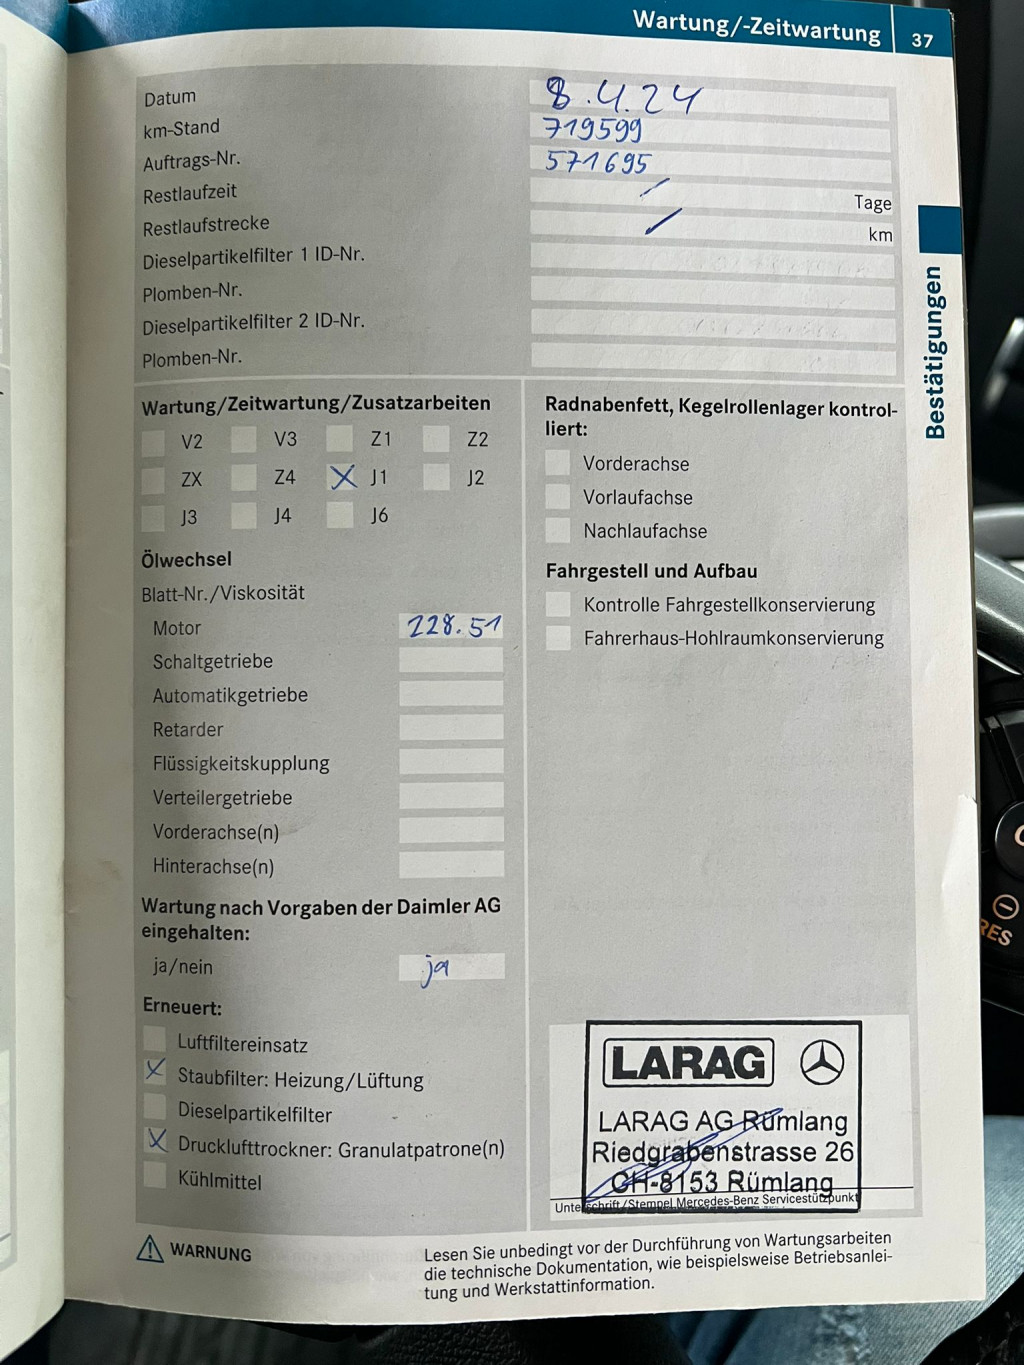 Wartung/-Zeitwartung 37
Datum 8.4.24
km-Stand 719599
Auftrags-Nr. 571695
Restlaufzeit Tage
Restlaufstrecke km
Dieselpartikelfilter 1 ID-Nr.
Plomben-Nr.
Dieselpartikelfilter 2 ID-Nr.
Plomben-Nr.
Bestätigungen
Wartung/Zeitwartung/Zusatzarbeiten
V2 V3 Z1 Z2
ZX Z4 X J1 J2
J3 J4 J6
Ölwechsel
Blatt-Nr./Viskosität
Motor 228.51
Schaltgetriebe
Automatikgetriebe
Retarder
Flüssigkeitskupplung
Verteilergetriebe
Vorderachse(n)
Hinterachse(n)
Wartung nach Vorgaben der Daimler AG
eingehalten:
ja/nein ja
Erneuert:
Luftfiltereinsatz
X Staubfilter: Heizung/Lüftung
Dieselpartikelfilter
X Drucklufttrockner: Granulatpatrone(n)
Kühlmittel
Radnabenfett, Kegelrollenlager kontrol-
liert:
Vorderachse
Vorlaufachse
Nachlaufachse
Fahrgestell und Aufbau
Kontrolle Fahrgestellkonservierung
Fahrerhaus-Hohlraumkonservierung
LARAG
LARAG AG Rümlang
Riedgrabenstrasse 26
CH-8153 Rümlang
Unterschrift/Stempel Mercedes-Benz Servicestützpunkt
WARNUNG
Lesen Sie unbedingt vor der Durchführung von Wartungsarbeiten
die technische Dokumentation, wie beispielsweise Betriebsanlei-
tung und Werkstattinformation.